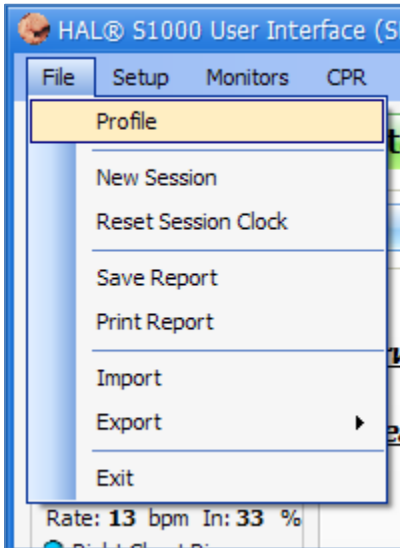 HAL® S1000 User Interface (S
File Setup Monitors CPR
Profile
New Session
Reset Session Clock
Save Report
Print Report
Import
Export
Exit
Rate: 13 bpm In: 33 %